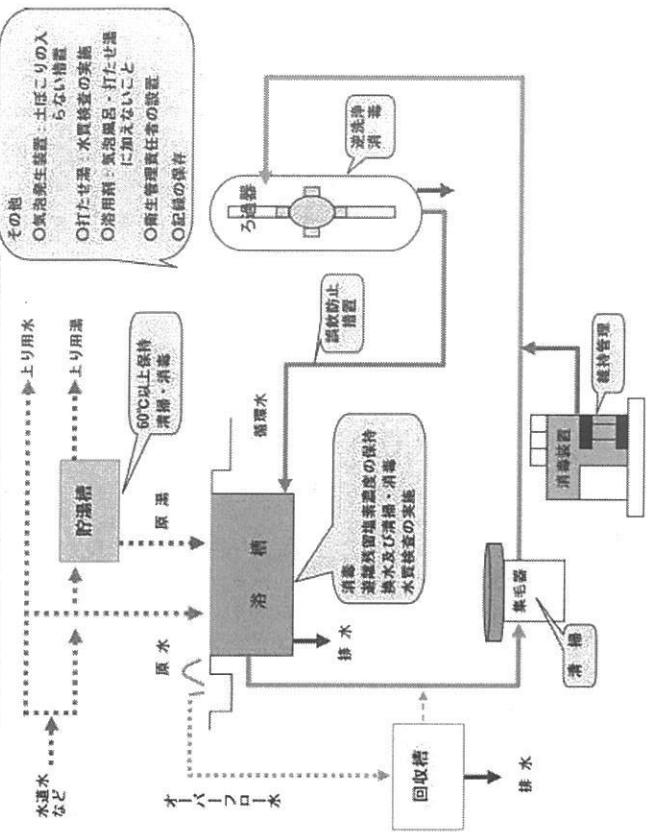 水道水
など
上り用水
上り用湯
貯湯槽
60℃以上保持
清掃・消毒
原水
原湯
その他
○気泡発生装置：土ぼこりの入
らない措置
○打たせ湯：水質検査の実施
○浴用剤：気泡風呂・打たせ湯
に加えないこと
○衛生管理責任者の設置
○記録の保存
オーバーフロー水
浴槽
循環水
誤飲防止
措置
ろ過器
逆洗浄
消毒
消毒
遊離残留塩素濃度の保持
換水及び清掃・消毒
水質検査の実施
排水
回収槽
排水
集毛器
清掃
消毒装置
維持管理